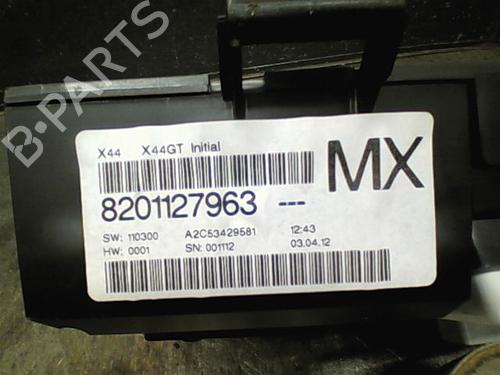 B-PARTS
X44 X44GT Initial
MX
8201127963 ---
SW: 110300 A2C53429581 12:43
HW: 0001 SN: 001112 03.04.12